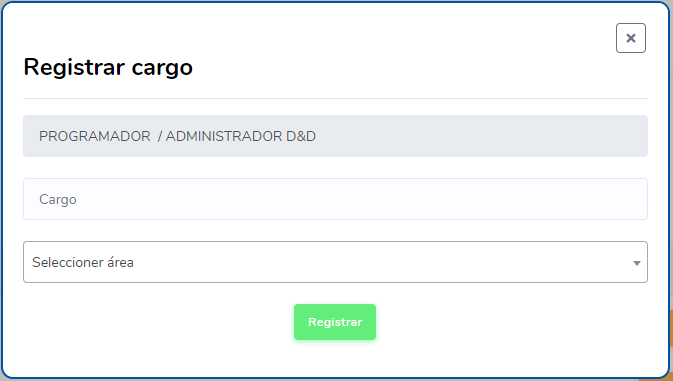 Registrar cargo
PROGRAMADOR / ADMINISTRADOR D&D
Cargo
Seleccioner área
Registrar